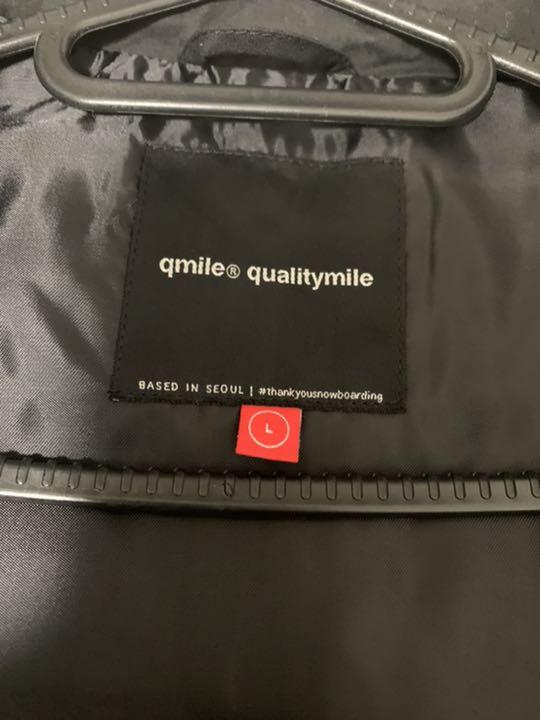 qmile® qualitymile
BASED IN SEOUL | #thankyousnowboarding
L